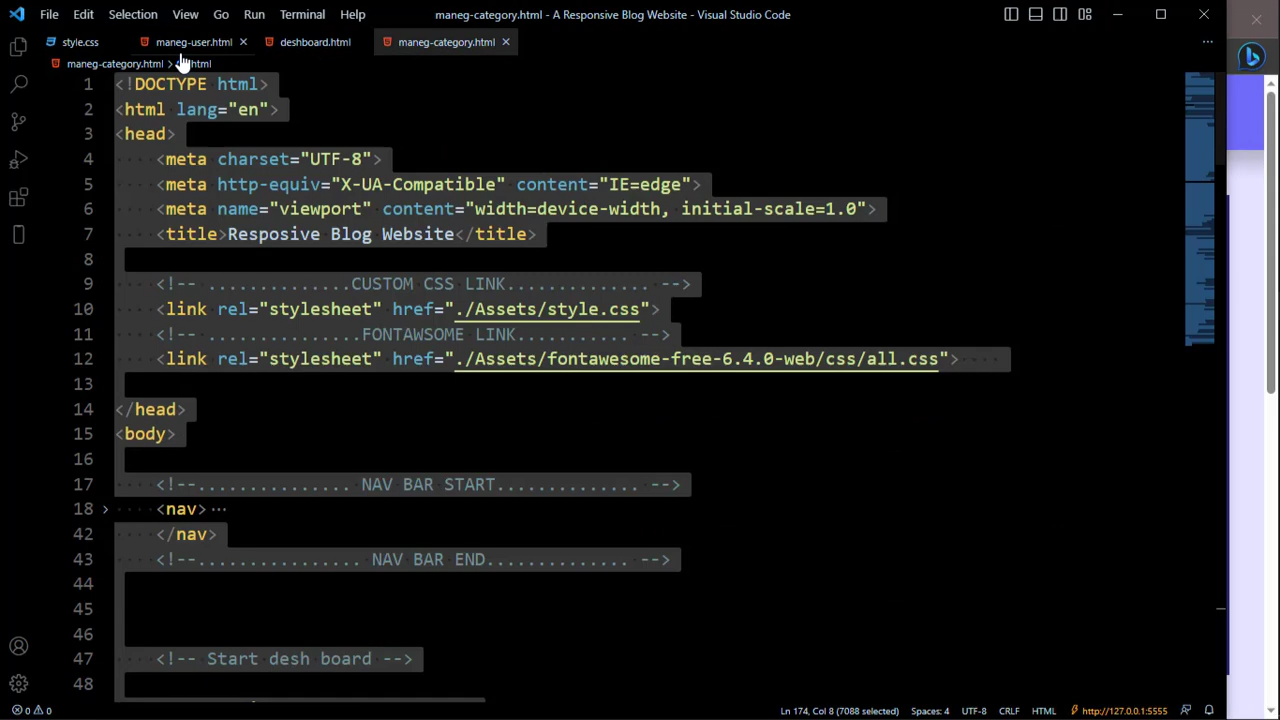 File Edit Selection View Go Run Terminal Help maneg-category.html - A Responsive Blog Website - Visual Studio Code
style.css maneg-user.html deshboard.html maneg-category.html
maneg-category.html > html
1 <!DOCTYPE html>
2 <html lang="en">
3 <head>
4 <meta charset="UTF-8">
5 <meta http-equiv="X-UA-Compatible" content="IE=edge">
6 <meta name="viewport" content="width=device-width, initial-scale=1.0">
7 <title>Resposive Blog Website</title>
8
9 <!-- ..............CUSTOM CSS LINK.............. -->
10 <link rel="stylesheet" href="./Assets/style.css">
11 <!-- ...............FONTAWSOME LINK........... -->
12 <link rel="stylesheet" href="./Assets/fontawesome-free-6.4.0-web/css/all.css">
13
14 </head>
15 <body>
16
17 <!--............... NAV BAR START.............. -->
18 <nav> ...
42 </nav>
43 <!--................ NAV BAR END.............. -->
44
45
46
47 <!-- Start desh board -->
48
0 0 Ln 174, Col 8 (7088 selected) Spaces: 4 UTF-8 CRLF HTML http://127.0.0.1:5555